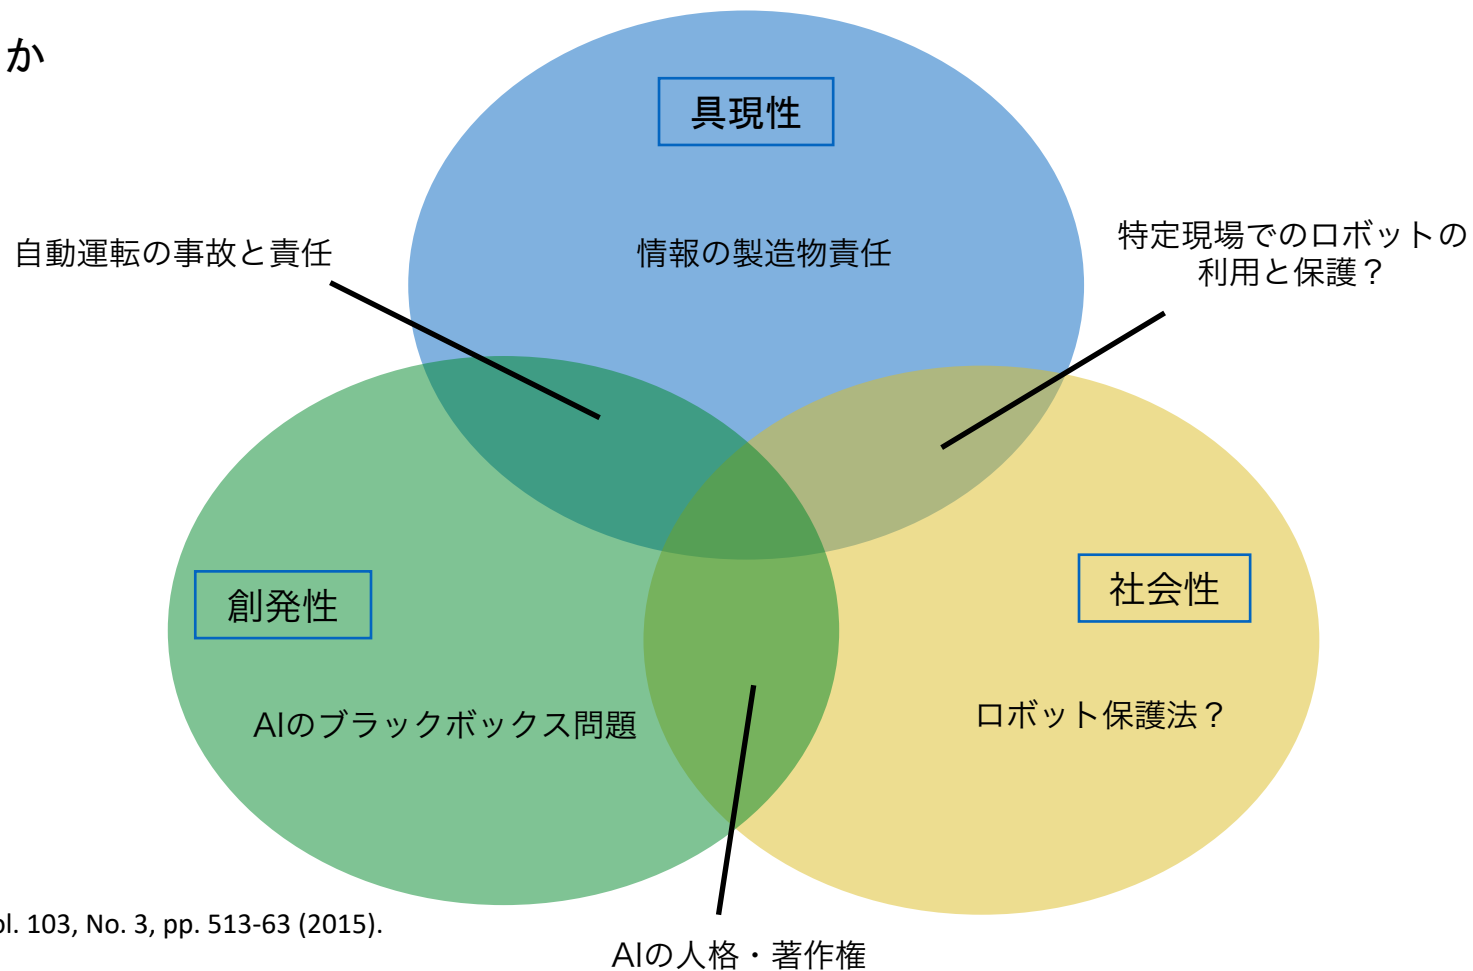 か
具現性
自動運転の事故と責任
情報の製造物責任
特定現場でのロボットの
利用と保護？
創発性
社会性
AIのブラックボックス問題
ロボット保護法？
ol. 103, No. 3, pp. 513-63 (2015).
AIの人格・著作権